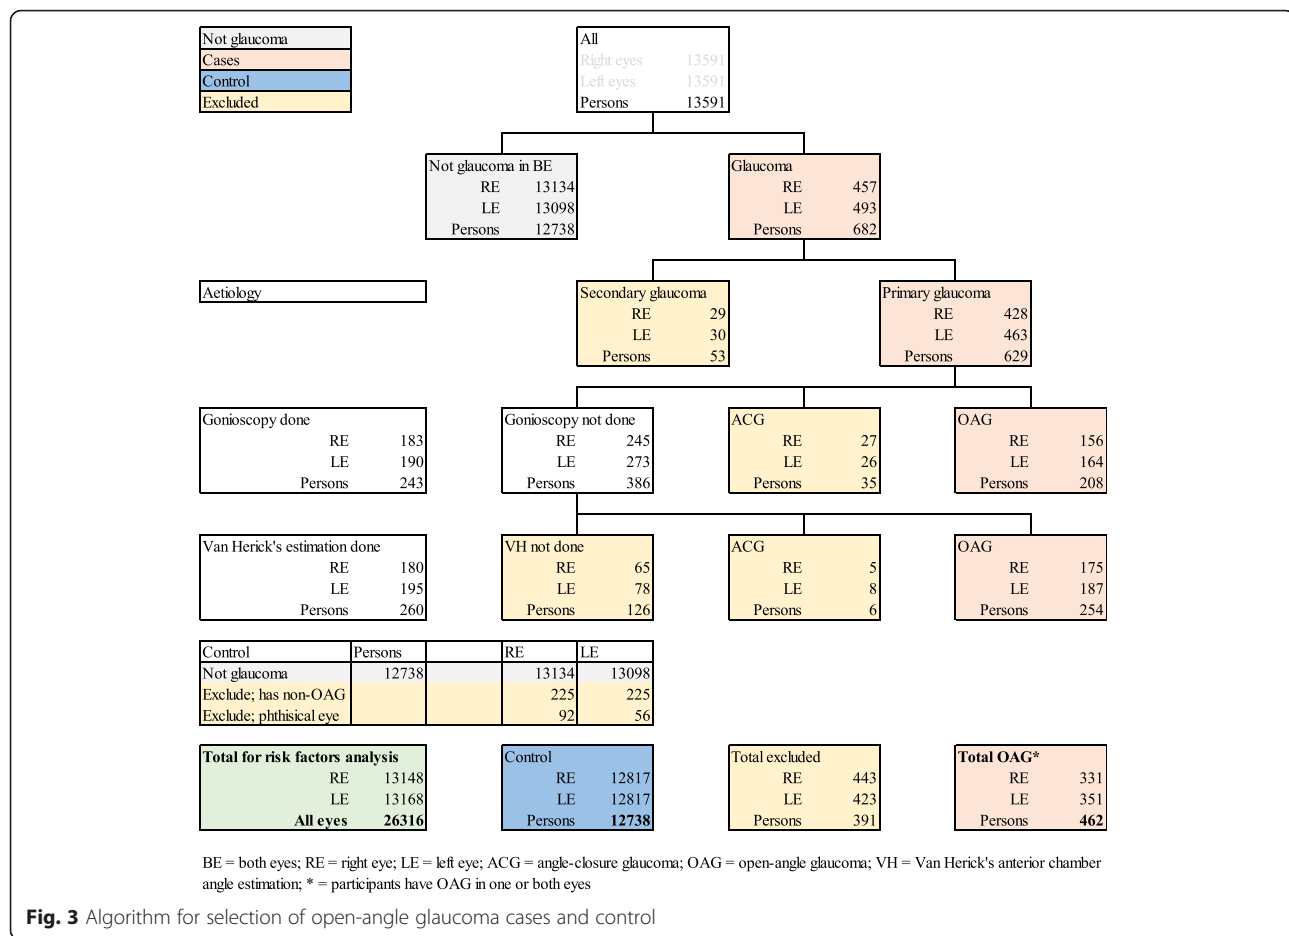 Not glaucoma
Cases
Control
Excluded
All
Right eyes 13591
Left eyes 13591
Persons 13591
Not glaucoma in BE
RE 13134
LE 13098
Persons 12738
Glaucoma
RE 457
LE 493
Persons 682
Aetiology
Secondary glaucoma
RE 29
LE 30
Persons 53
Primary glaucoma
RE 428
LE 463
Persons 629
Gonioscopy done
RE 183
LE 190
Persons 243
Gonioscopy not done
RE 245
LE 273
Persons 386
ACG
RE 27
LE 26
Persons 35
OAG
RE 156
LE 164
Persons 208
Van Herick's estimation done
RE 180
LE 195
Persons 260
VH not done
RE 65
LE 78
Persons 126
ACG
RE 5
LE 8
Persons 6
OAG
RE 175
LE 187
Persons 254
Control Persons RE LE
Not glaucoma 12738 13134 13098
Exclude; has non-OAG 225 225
Exclude; phthisical eye 92 56
Total for risk factors analysis
RE 13148
LE 13168
All eyes 26316
Control
RE 12817
LE 12817
Persons 12738
Total excluded
RE 443
LE 423
Persons 391
Total OAG*
RE 331
LE 351
Persons 462
BE = both eyes; RE = right eye; LE = left eye; ACG = angle-closure glaucoma; OAG = open-angle glaucoma; VH = Van Herick's anterior chamber
angle estimation; * = participants have OAG in one or both eyes
Fig. 3 Algorithm for selection of open-angle glaucoma cases and control